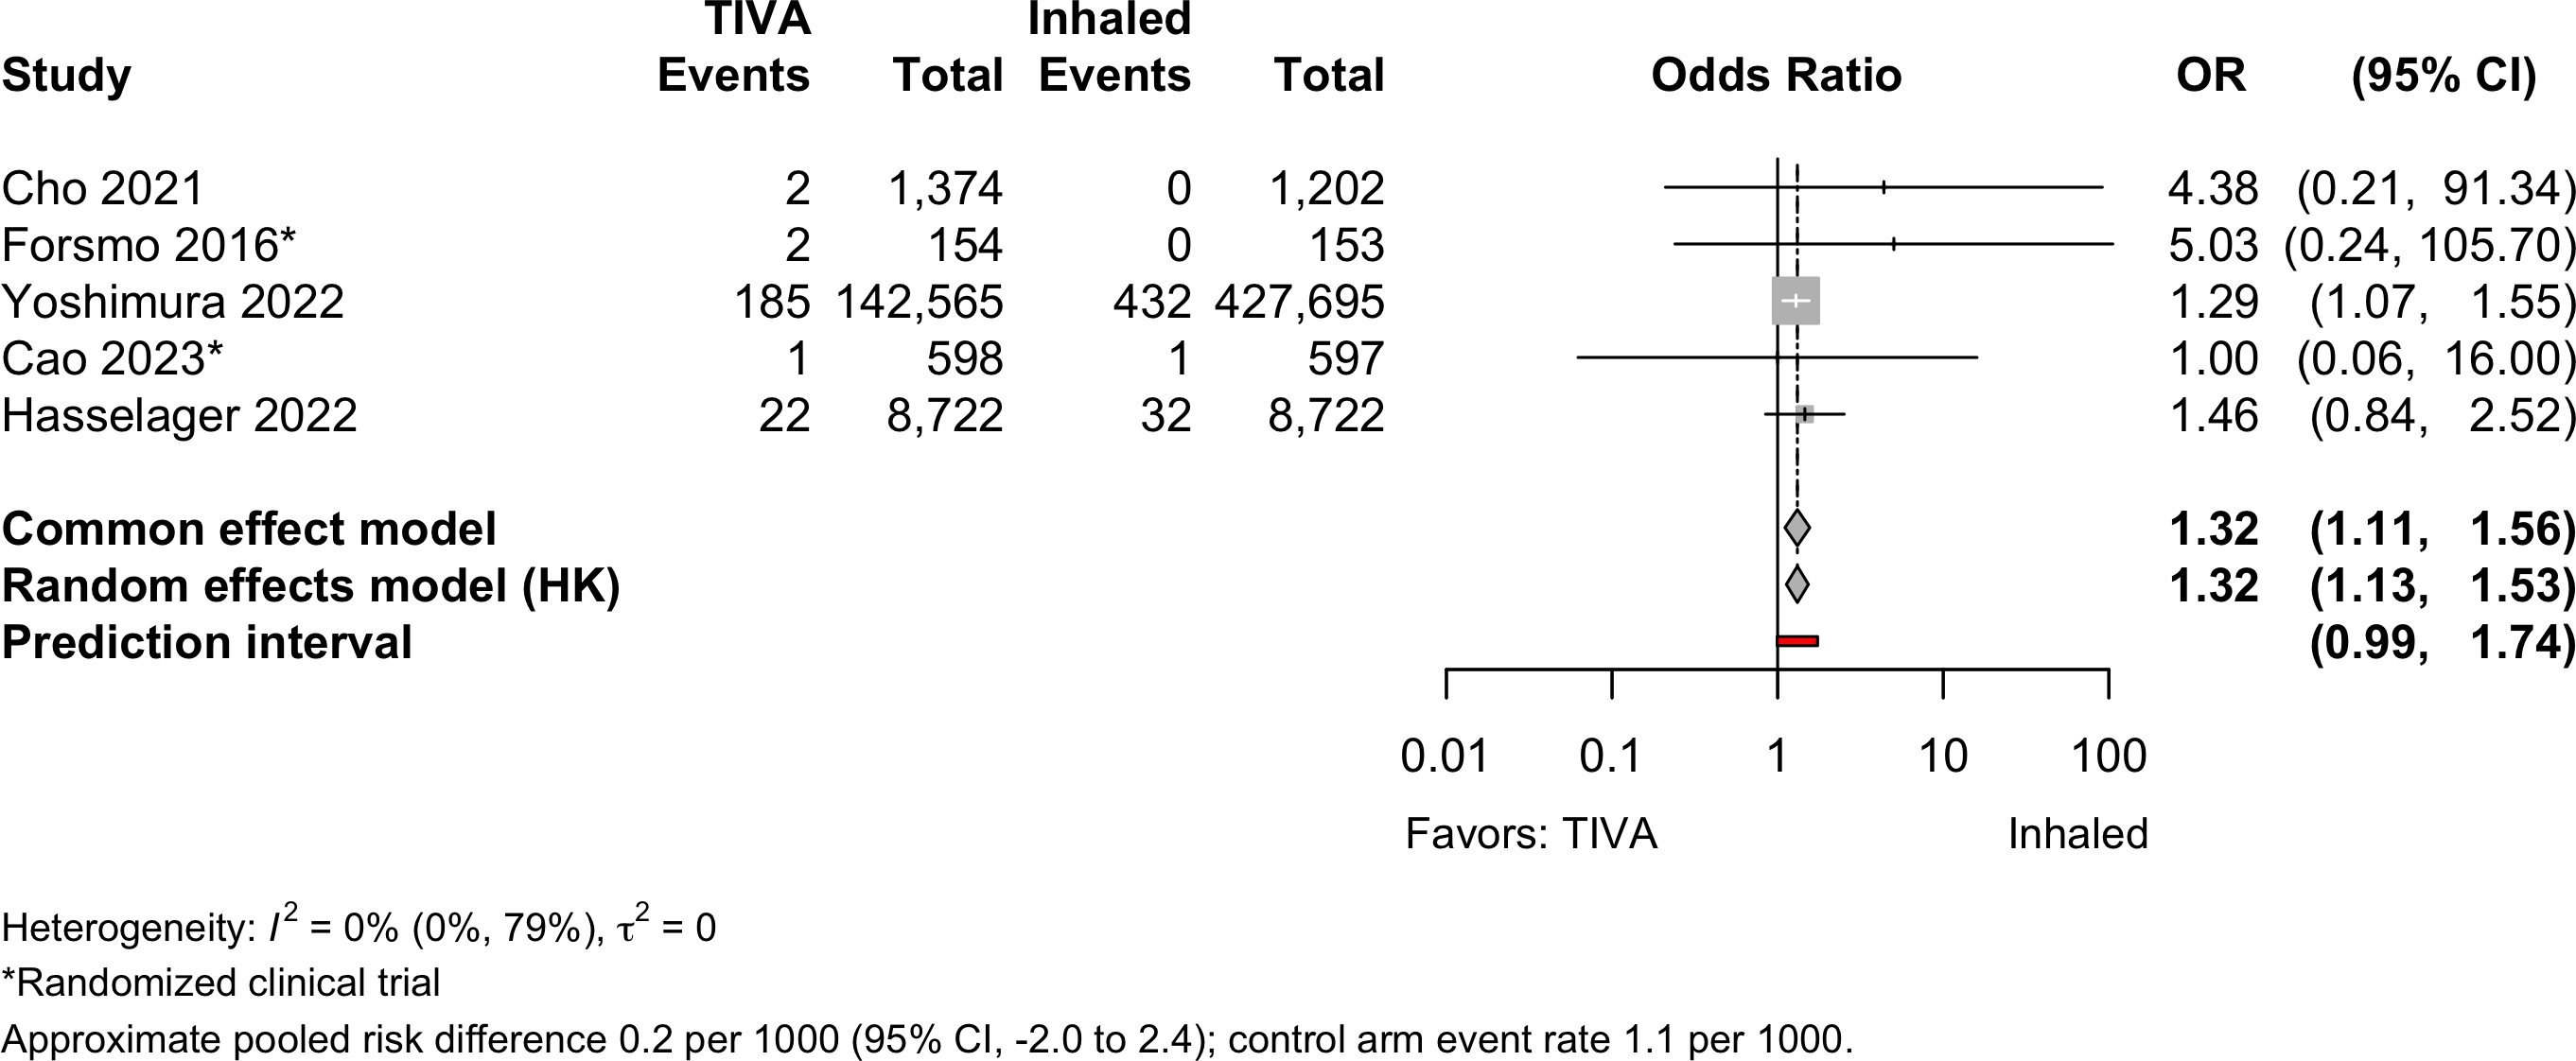 TIVA Inhaled
Study Events Total Events Total Odds Ratio OR (95% CI)
Cho 2021 2 1,374 0 1,202 4.38 (0.21, 91.34)
Forsmo 2016* 2 154 0 153 5.03 (0.24, 105.70)
Yoshimura 2022 185 142,565 432 427,695 1.29 (1.07, 1.55)
Cao 2023* 1 598 1 597 1.00 (0.06, 16.00)
Hasselager 2022 22 8,722 32 8,722 1.46 (0.84, 2.52)
Common effect model 1.32 (1.11, 1.56)
Random effects model (HK) 1.32 (1.13, 1.53)
Prediction interval (0.99, 1.74)
0.01 0.1 1 10 100
Favors: TIVA Inhaled
Heterogeneity: I² = 0% (0%, 79%), τ² = 0
*Randomized clinical trial
Approximate pooled risk difference 0.2 per 1000 (95% CI, -2.0 to 2.4); control arm event rate 1.1 per 1000.